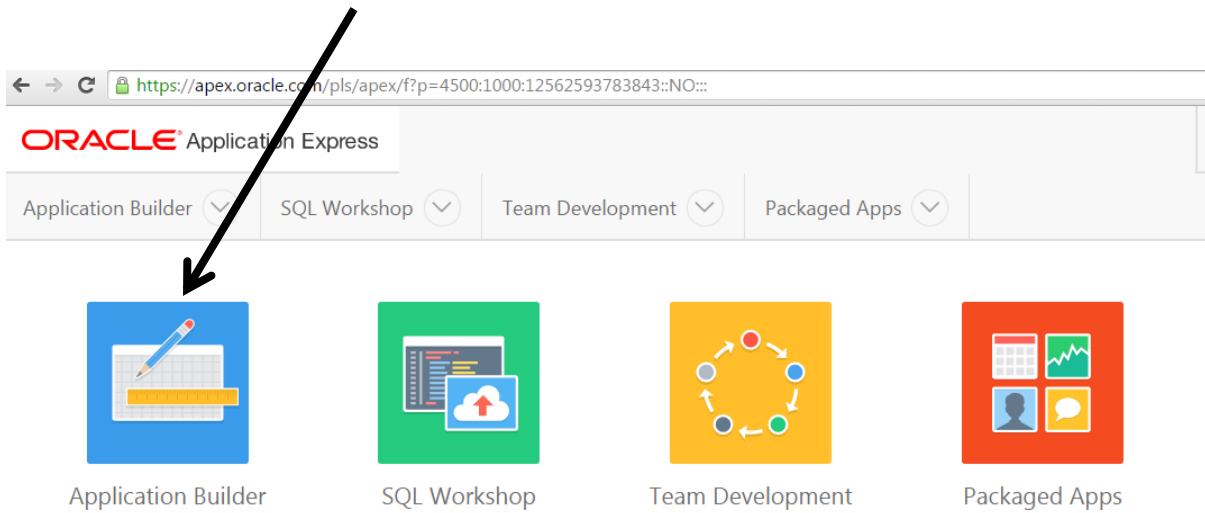 https://apex.oracle.com/pls/apex/f?p=4500:1000:12562593783843::NO:::
ORACLE® Application Express
Application Builder SQL Workshop Team Development Packaged Apps
Application Builder SQL Workshop Team Development Packaged Apps